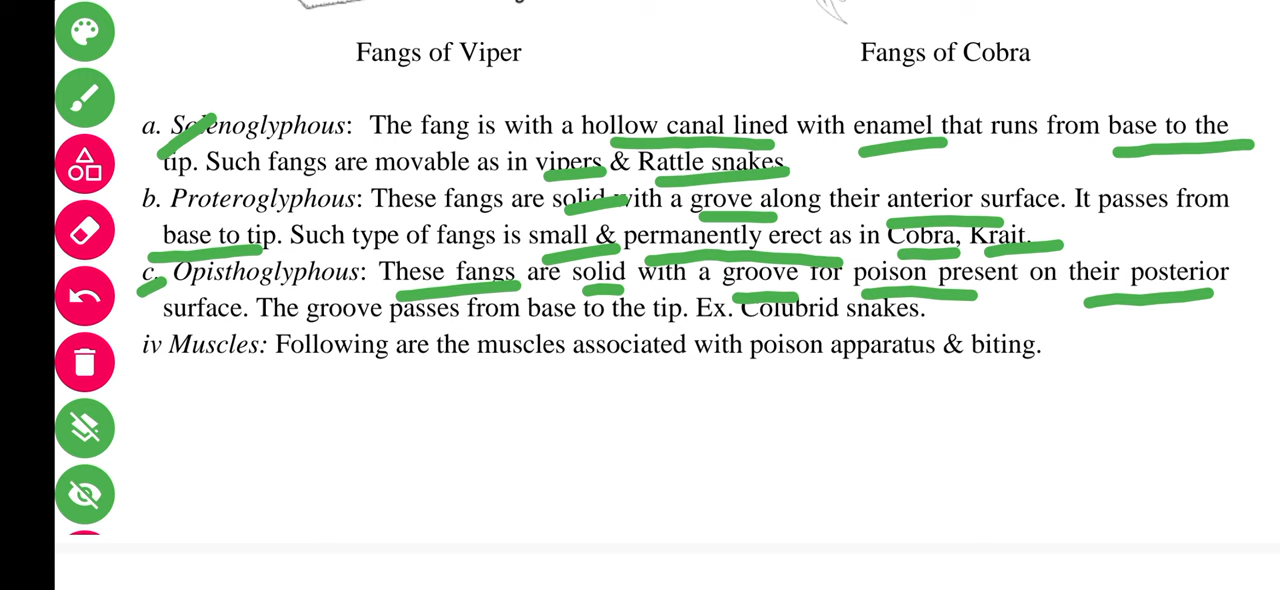 Fangs of Viper
Fangs of Cobra
a. Solenoglyphous: The fang is with a hollow canal lined with enamel that runs from base to the
tip. Such fangs are movable as in vipers & Rattle snakes.
b. Proteroglyphous: These fangs are solid with a grove along their anterior surface. It passes from
base to tip. Such type of fangs is small & permanently erect as in Cobra, Krait.
c. Opisthoglyphous: These fangs are solid with a groove for poison present on their posterior
surface. The groove passes from base to the tip. Ex. Colubrid snakes.
iv Muscles: Following are the muscles associated with poison apparatus & biting.